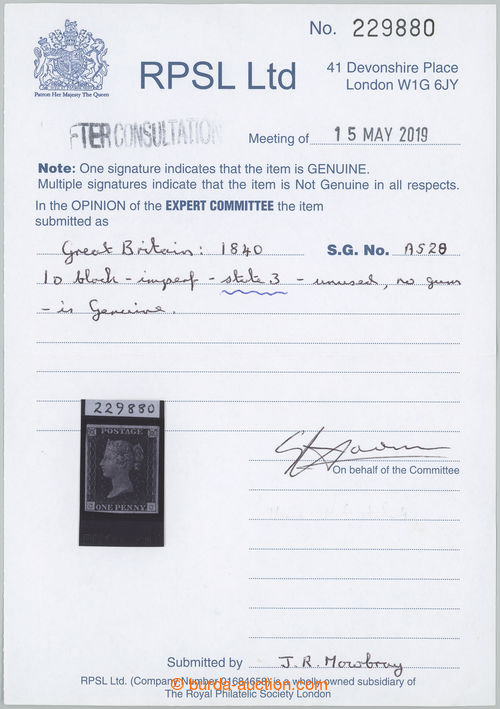 No. 229880
RPSL Ltd
41 Devonshire Place
London W1G 6JY
Patron Her Majesty The Queen
FTER CONSULTATION
Meeting of 15 MAY 2019
Note: One signature indicates that the item is GENUINE.
Multiple signatures indicate that the item is Not Genuine in all respects.
In the OPINION of the EXPERT COMMITTEE the item
submitted as
Great Britain: 1840 S.G. No. AS28
1D black - imperf - state 3 - unused, no gum
- is Genuine.
229880
POSTAGE
ONE PENNY
On behalf of the Committee
Submitted by J. R. Mowbray
RPSL Ltd. (Company Number 01684658) is a wholly owned subsidiary of
burda-auction.com
The Royal Philatelic Society London